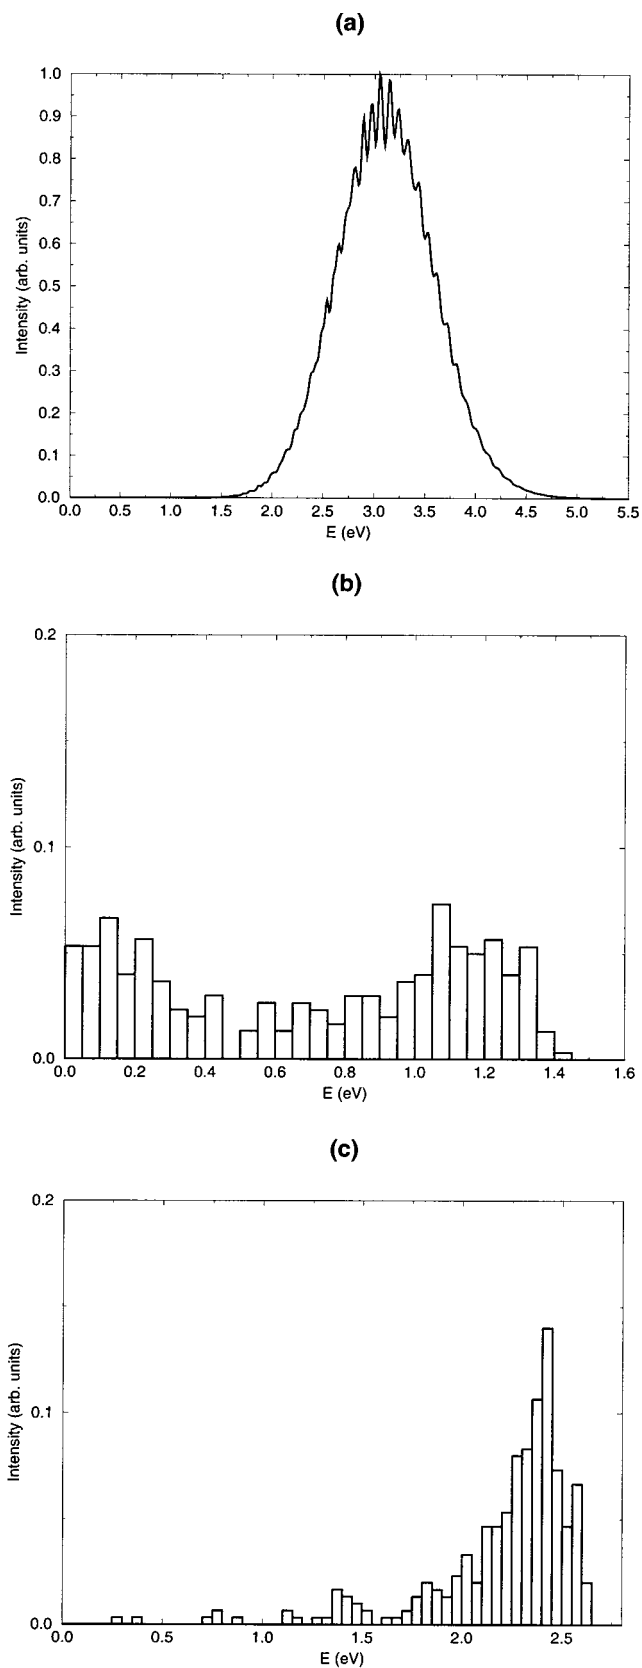 (a)
1.0
0.9
0.8
0.7
0.6
0.5
0.4
0.3
0.2
0.1
0.0
Intensity (arb. units)
0.0 0.5 1.0 1.5 2.0 2.5 3.0 3.5 4.0 4.5 5.0 5.5
E (eV)
(b)
0.2
0.1
0.0
Intensity (arb. units)
0.0 0.2 0.4 0.6 0.8 1.0 1.2 1.4 1.6
E (eV)
(c)
0.2
0.1
0.0
Intensity (arb. units)
0.0 0.5 1.0 1.5 2.0 2.5
E (eV)